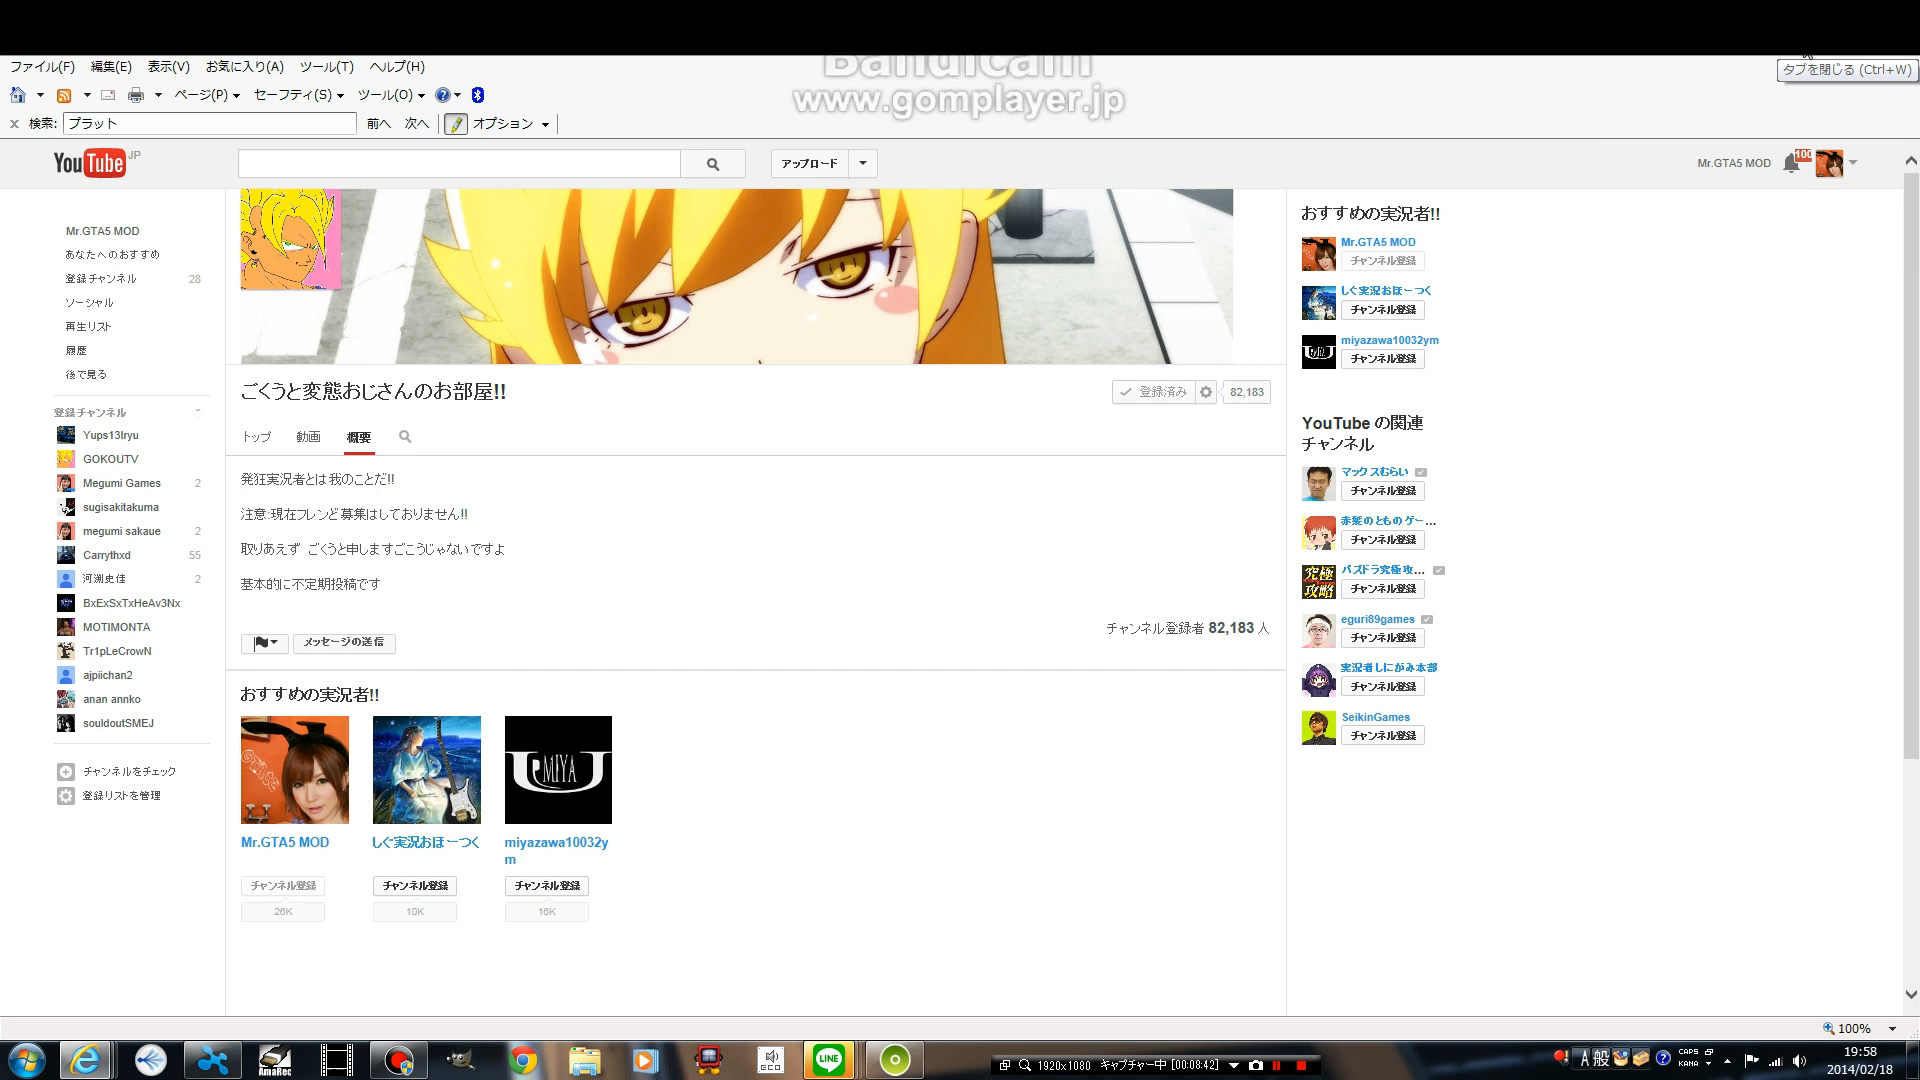 Bandicam
www.gomplayer.jp
タブを閉じる (Ctrl+W)
ファイル(F) 編集(E) 表示(V) お気に入り(A) ツール(T) ヘルプ(H)
ページ(P) セーフティ(S) ツール(O)
検索: プラット 前へ 次へ オプション
YouTube JP アップロード Mr.GTA5 MOD 100
Mr.GTA5 MOD
あなたへのおすすめ
登録チャンネル 28
ソーシャル
再生リスト
履歴
後で見る
登録チャンネル
Yups13Iryu
GOKOUTV
Megumi Games 2
sugisakitakuma
megumi sakaue 2
Carrythxd 55
河渕史佳 2
BxExSxTxHeAv3Nx
MOTIMONTA
Tr1pLeCrowN
ajpiichan2
anan annko
souldoutSMEJ
チャンネルをチェック
登録リストを管理
ごくうと変態おじさんのお部屋!!
登録済み 82,183
トップ 動画 概要
発狂実況者とは我のことだ!!
注意:現在フレンど募集はしておりません!!
取りあえず ごくうと申しますごこうじゃないですよ
基本的に不定期投稿です
チャンネル登録者 82,183 人
メッセージの送信
おすすめの実況者!!
MIYA
Mr.GTA5 MOD
チャンネル登録
26K
しぐ実況おほーつく
チャンネル登録
10K
miyazawa10032y
m
チャンネル登録
16K
おすすめの実況者!!
Mr.GTA5 MOD
チャンネル登録
しぐ実況おほーつく
チャンネル登録
miyazawa10032ym
チャンネル登録
YouTube の関連
チャンネル
マックスむらい
チャンネル登録
赤髪のとものゲー...
チャンネル登録
究極
攻略
パズドラ究極攻...
チャンネル登録
eguri89games
チャンネル登録
実況者しにがみ本部
チャンネル登録
SeikinGames
チャンネル登録
100%
AmaRec
ECO
LINE
1920x1080 キャプチャー中 [00:08:42]
A 般
CAPS
KANA
19:58
2014/02/18